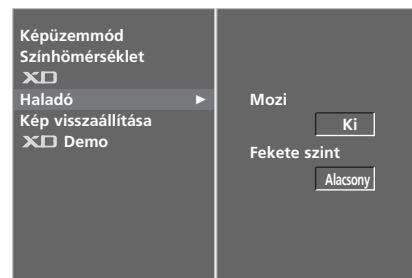 Képüzemmód
Színhőmérséklet
XD
Haladó ►
Kép visszaállítása
XD Demo
Mozi
Ki
Fekete szint
Alacsony